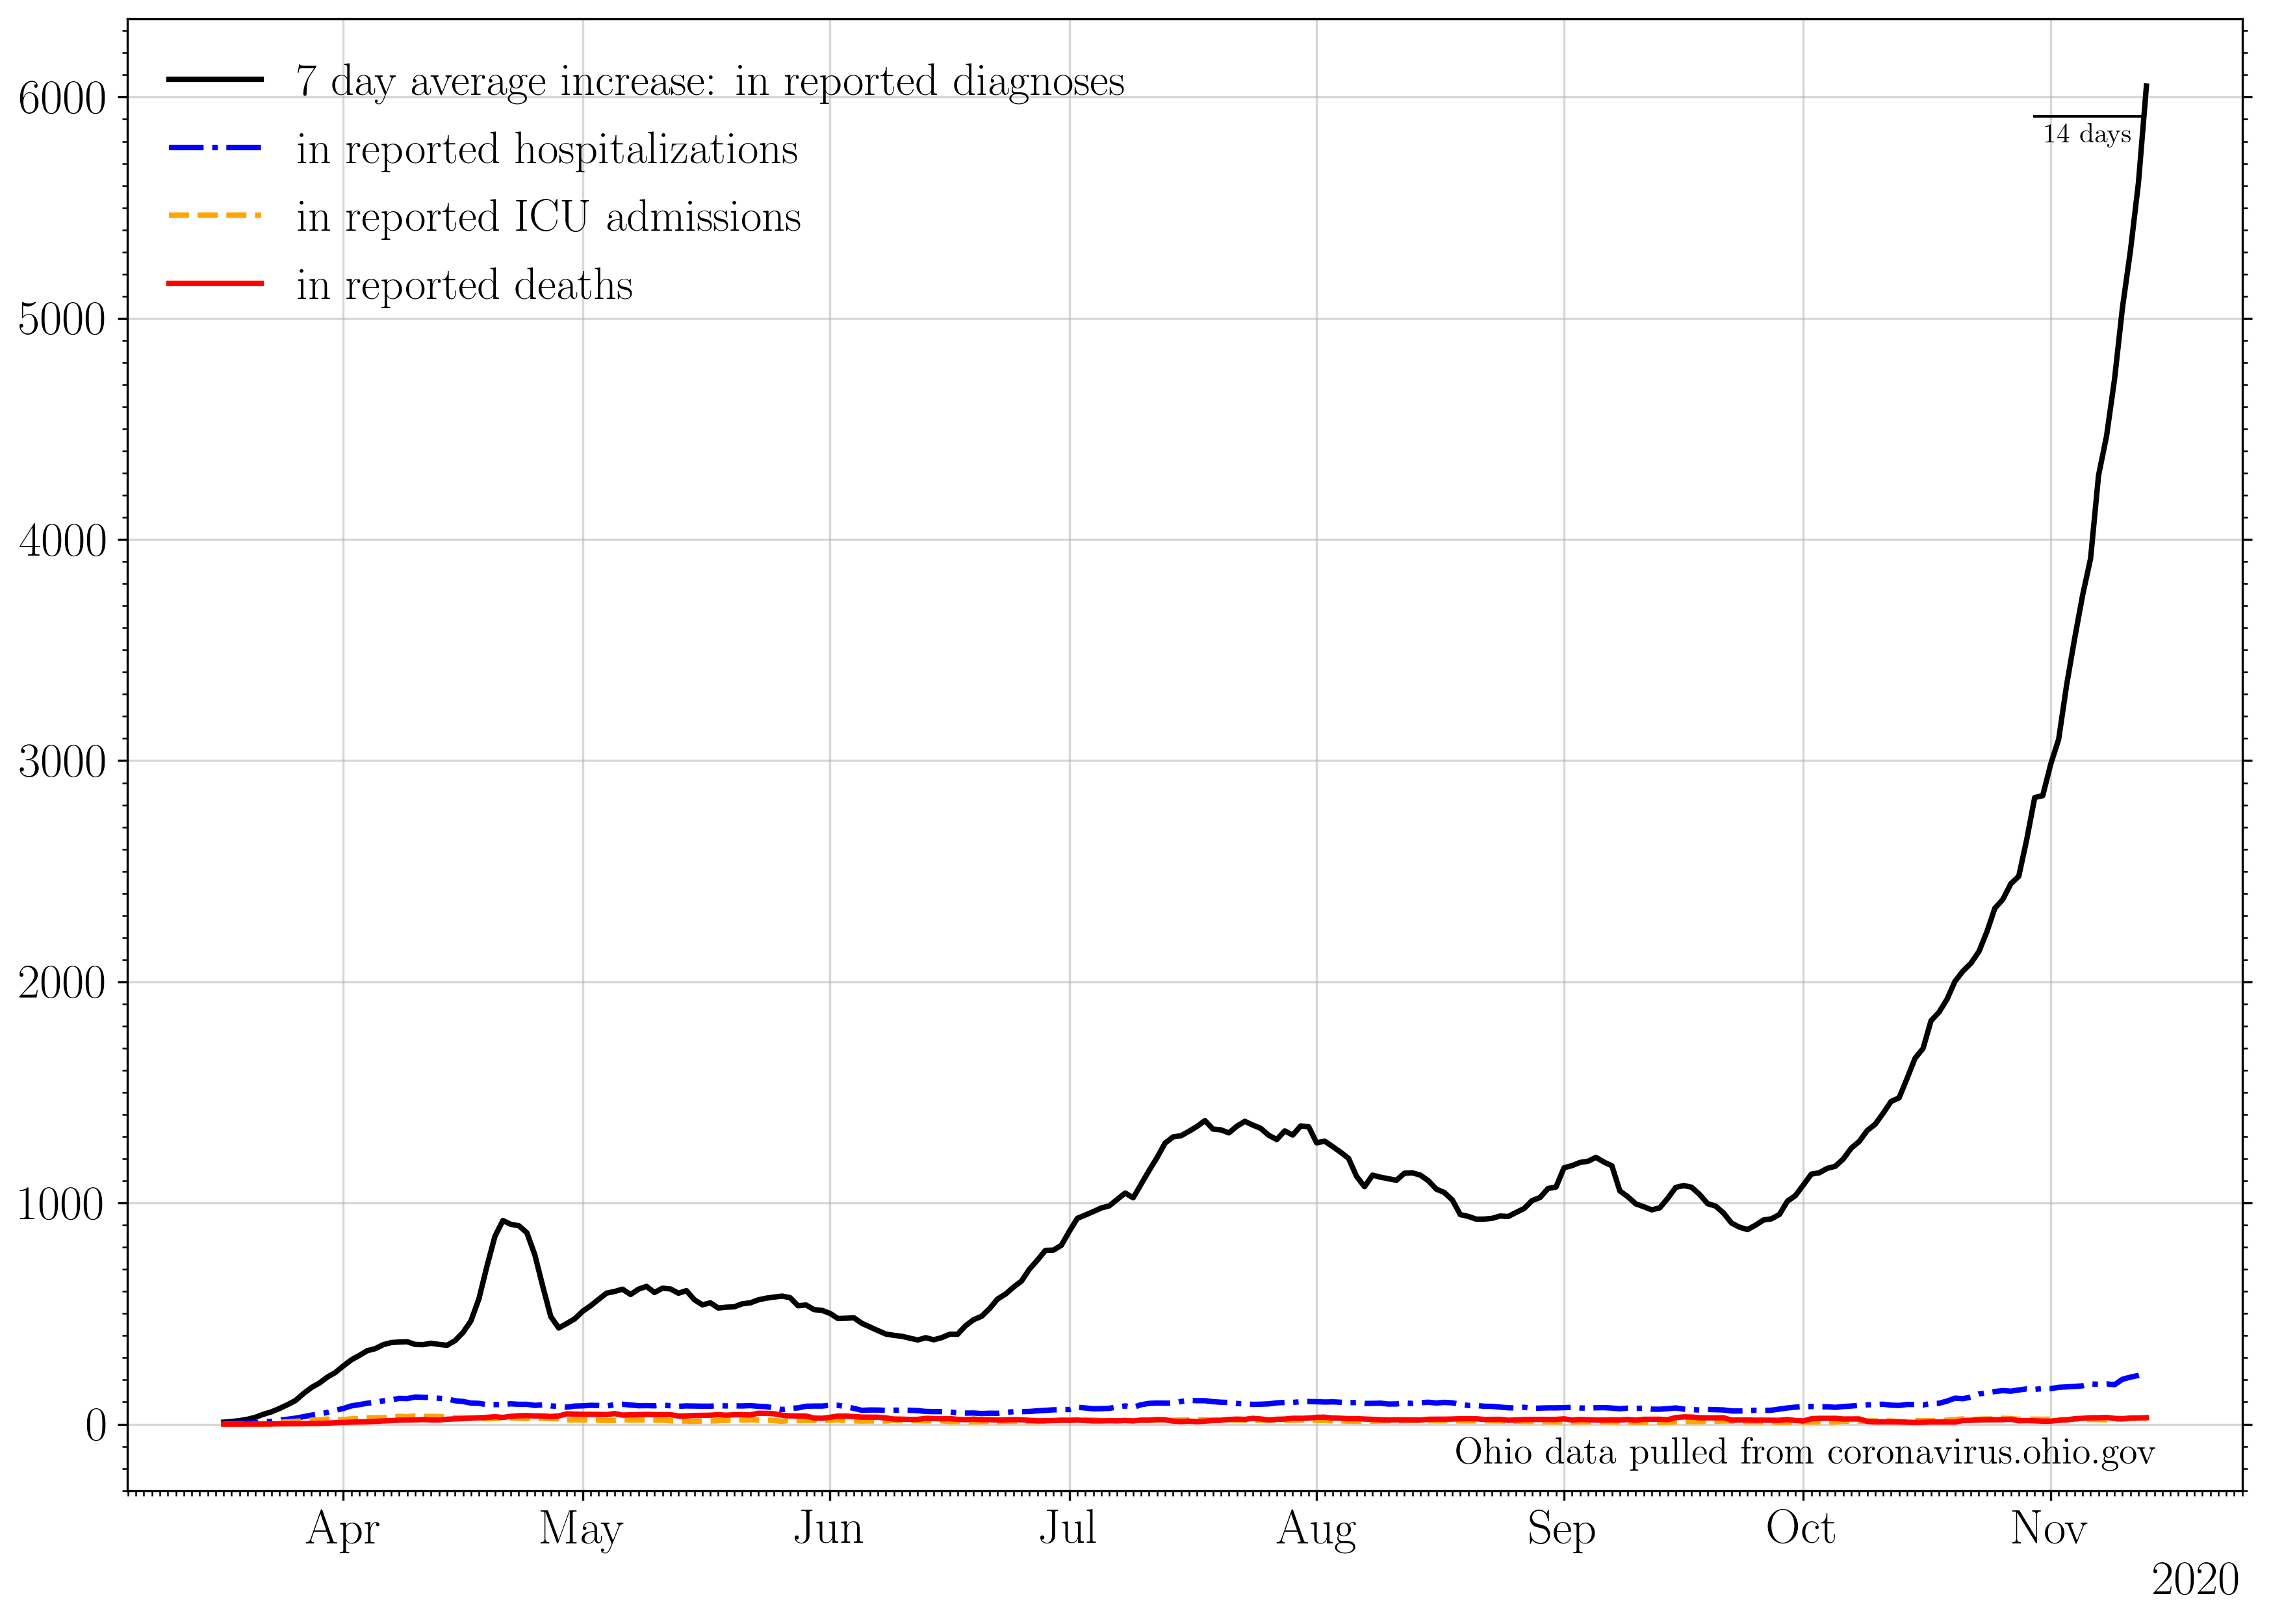 7 day average increase: in reported diagnoses
in reported hospitalizations
in reported ICU admissions
in reported deaths
14 days
6000
5000
4000
3000
2000
1000
0
Ohio data pulled from coronavirus.ohio.gov
Apr May Jun Jul Aug Sep Oct Nov
2020